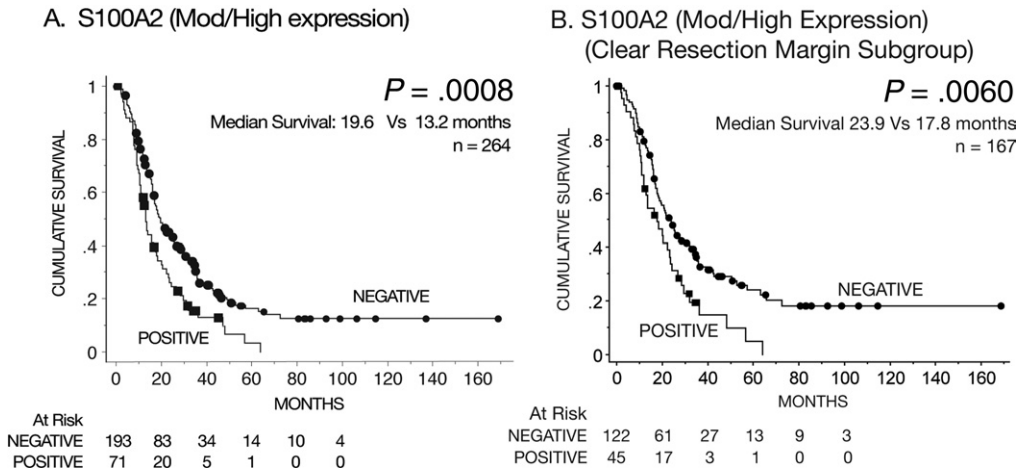 A. S100A2 (Mod/High expression)
P = .0008
Median Survival: 19.6 Vs 13.2 months
n = 264
CUMULATIVE SURVIVAL
1
.8
.6
.4
.2
0
NEGATIVE
POSITIVE
0 20 40 60 80 100 120 140 160
MONTHS
At Risk
NEGATIVE 193 83 34 14 10 4
POSITIVE 71 20 5 1 0 0
B. S100A2 (Mod/High Expression)
(Clear Resection Margin Subgroup)
P = .0060
Median Survival 23.9 Vs 17.8 months
n = 167
CUMULATIVE SURVIVAL
1
.8
.6
.4
.2
0
NEGATIVE
POSITIVE
0 20 40 60 80 100 120 140 160
MONTHS
At Risk
NEGATIVE 122 61 27 13 9 3
POSITIVE 45 17 3 1 0 0